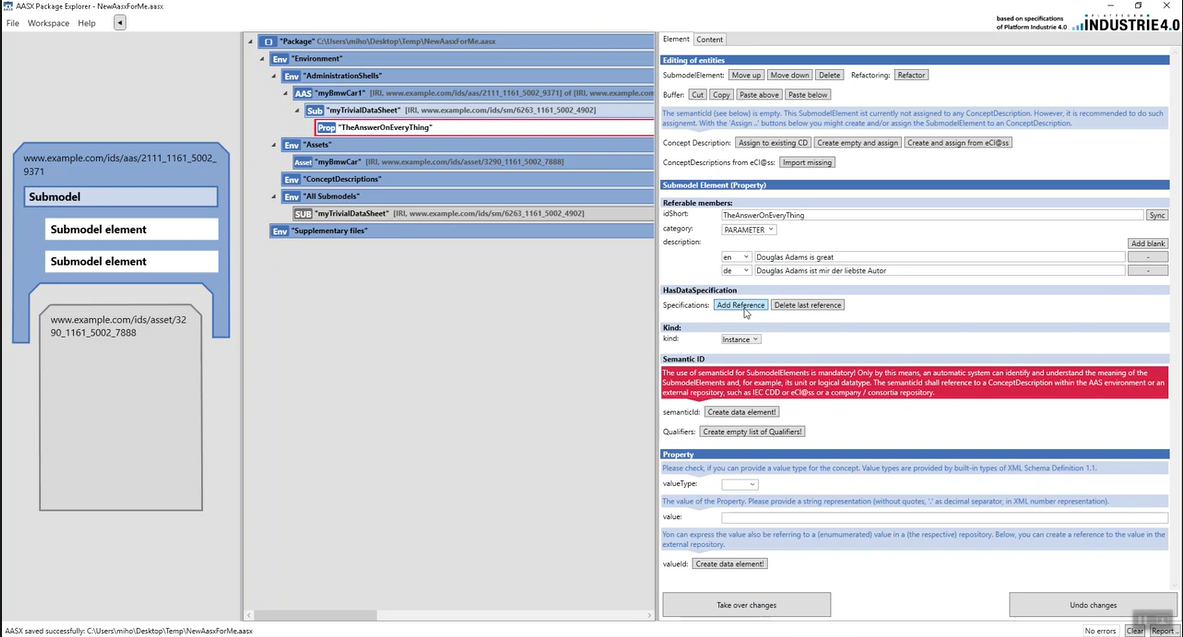 AASX Package Explorer - NewAasxForMe.aasx
File Workspace Help
based on specifications
of Platform Industrie 4.0
PLATTFORM
INDUSTRIE4.0
www.example.com/ids/aas/2111_1161_5002_
9371
Submodel
Submodel element
Submodel element
www.example.com/ids/asset/32
90_1161_5002_7888
"Package" C:\Users\miho\Desktop\Temp\NewAasxForMe.aasx
Env "Environment"
Env "AdministrationShells"
AAS "myBmwCar1" [IRI, www.example.com/ids/aas/2111_1161_5002_9371] of [IRI, www.example.com
Sub "myTrivialDataSheet" [IRI, www.example.com/ids/sm/6263_1161_5002_4902]
Prop "TheAnswerOnEveryThing"
Env "Assets"
Asset "myBmwCar" [IRI, www.example.com/ids/asset/3290_1161_5002_7888]
Env "ConceptDescriptions"
Env "All Submodels"
SUB "myTrivialDataSheet" [IRI, www.example.com/ids/sm/6263_1161_5002_4902]
Env "Supplementary files"
Element Content
Editing of entities
SubmodelElement: Move up Move down Delete Refactoring: Refactor
Buffer: Cut Copy Paste above Paste below
The semanticId (see below) is empty. This SubmodelElement ist currently not assigned to any ConceptDescription. However, it is recommended to do such
assignemt. With the 'Assign ..' buttons below you might create and/or assign the SubmodelElement to an ConceptDescription.
Concept Description: Assign to existing CD Create empty and assign Create and assign from eCl@ss
ConceptDescriptions from eCl@ss: Import missing
Submodel Element (Property)
Referable members:
idShort: TheAnswerOnEveryThing Sync
category: PARAMETER
description: Add blank
en Douglas Adams is great -
de Douglas Adams ist mir der liebste Autor -
HasDataSpecification
Specifications: Add Reference Delete last reference
Kind:
kind: Instance
Semantic ID
The use of semanticId for SubmodelElements is mandatory! Only by this means, an automatic system can identify and understand the meaning of the
SubmodelElements and, for example, its unit or logical datatype. The semanticId shall reference to a ConceptDescription within the AAS environment or an
external repository, such as IEC CDD or eCl@ss or a company / consortia repository.
semanticId: Create data element!
Qualifiers: Create empty list of Qualifiers!
Property
Please check, if you can provide a value type for the concept. Value types are provided by built-in types of XML Schema Definition 1.1.
valueType:
The value of the Property. Please provide a string representation (without quotes, '.' as decimal separator, in XML number representation).
value:
Yon can express the value also be referring to a (enumumerated) value in a (the respective) repository. Below, you can create a reference to the value in the
external repository.
valueId: Create data element!
Take over changes Undo changes
AASX saved successfully: C:\Users\miho\Desktop\Temp\NewAasxForMe.aasx
No errors Clear Report ..